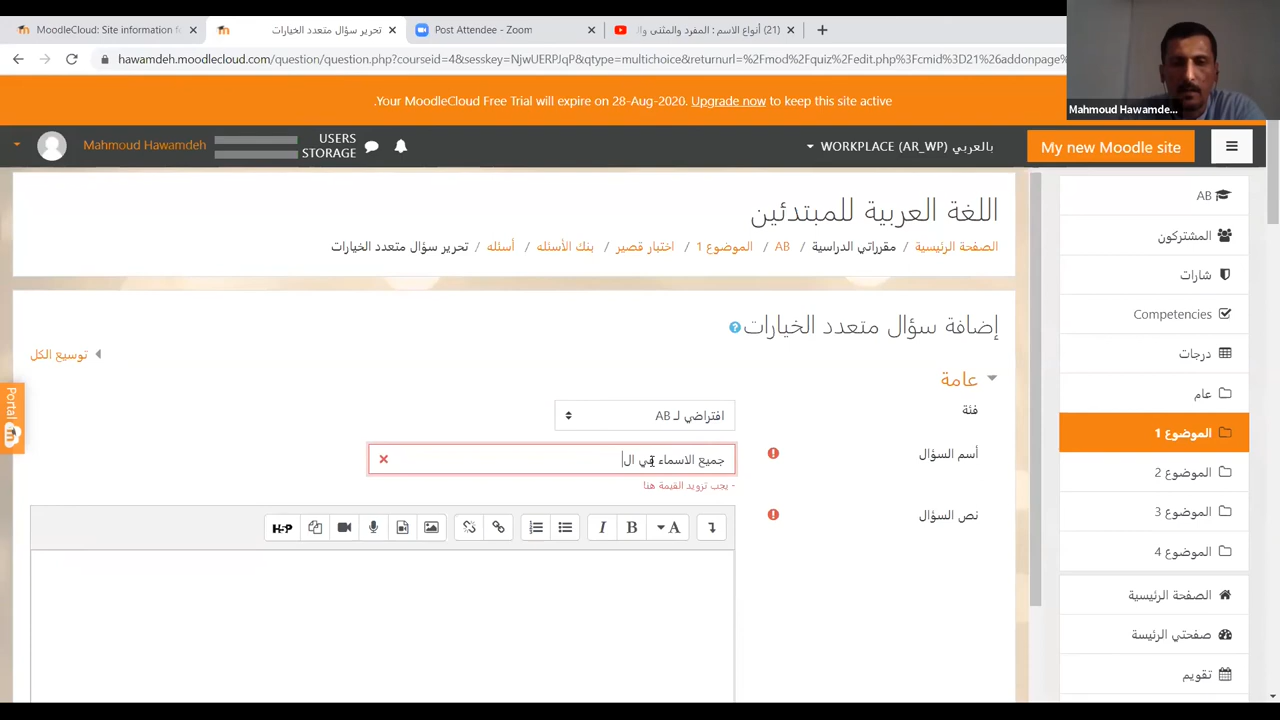 MoodleCloud: Site information f
تحرير سؤال متعدد الخيارات
Post Attendee - Zoom
(21) أنواع الاسم : المفرد والمثنى وال
hawamdeh.moodlecloud.com/question/question.php?courseid=4&sesskey=NjwUERPJqP&qtype=multichoice&returnurl=%2Fmod%2Fquiz%2Fedit.php%3Fcmid%3D21%26addonpage%
Mahmoud Hawamde...
.Your MoodleCloud Free Trial will expire on 28-Aug-2020. Upgrade now to keep this site active
My new Moodle site
بالعربي WORKPLACE (AR_WP)
USERS
STORAGE
Mahmoud Hawamdeh
اللغة العربية للمبتدئين
الصفحة الرئيسية / مقرراتي الدراسية / AB / الموضوع 1 / اختبار قصير / بنك الأسئله / أسئله / تحرير سؤال متعدد الخيارات
إضافة سؤال متعدد الخيارات
توسيع الكل
عامة
فئة
افتراضي لـ AB
أسم السؤال
جميع الاسماء في ال
- يجب تزويد القيمة هنا
نص السؤال
H-P
I
B
A
AB
المشتركون
شارات
Competencies
درجات
عام
الموضوع 1
الموضوع 2
الموضوع 3
الموضوع 4
الصفحة الرئيسية
صفحتي الرئيسة
تقويم
Portal